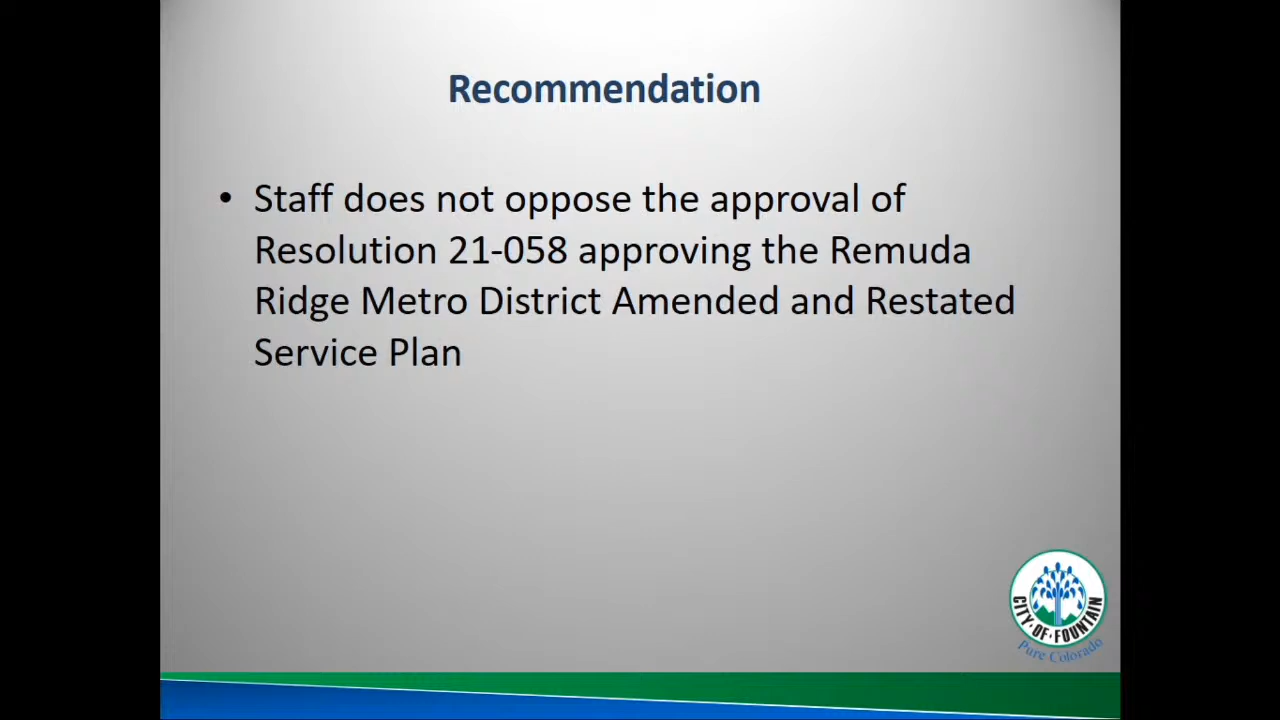 Recommendation
• Staff does not oppose the approval of
Resolution 21-058 approving the Remuda
Ridge Metro District Amended and Restated
Service Plan
CITY·OF·FOUNTAIN
Pure Colorado